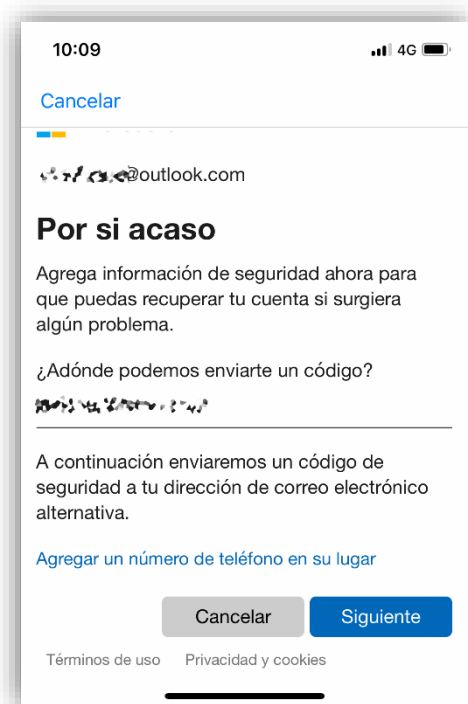 10:09
4G
Cancelar
@outlook.com
Por si acaso
Agrega información de seguridad ahora para
que puedas recuperar tu cuenta si surgiera
algún problema.
¿Adónde podemos enviarte un código?
A continuación enviaremos un código de
seguridad a tu dirección de correo electrónico
alternativa.
Agregar un número de teléfono en su lugar
Cancelar
Siguiente
Términos de uso
Privacidad y cookies